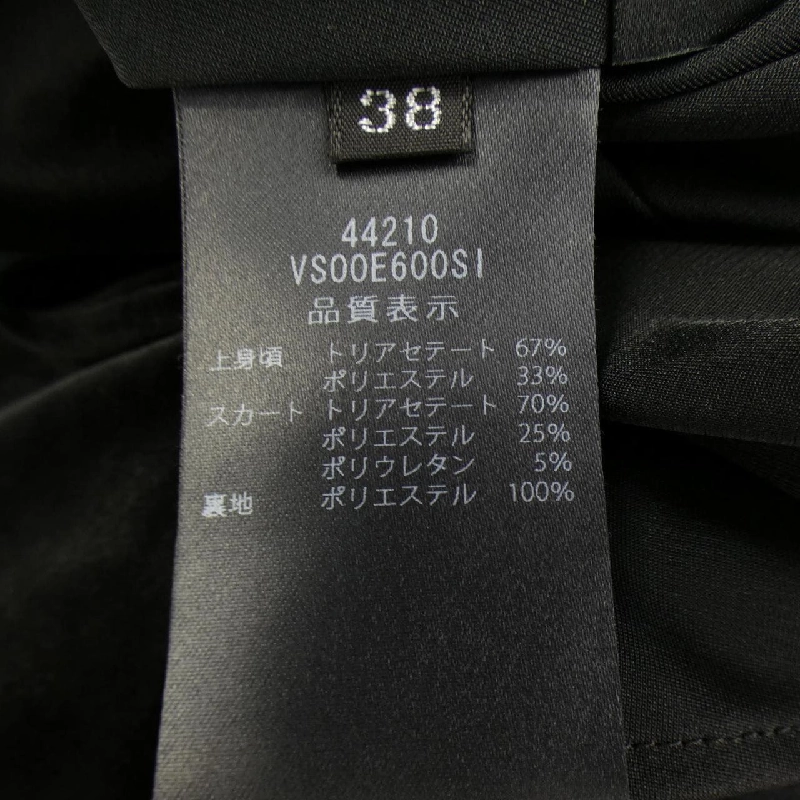 38
44210
VS00E600SI
品質表示
上身頃 トリアセテート 67%
ポリエステル 33%
スカート トリアセテート 70%
ポリエステル 25%
ポリウレタン 5%
裏地 ポリエステル 100%